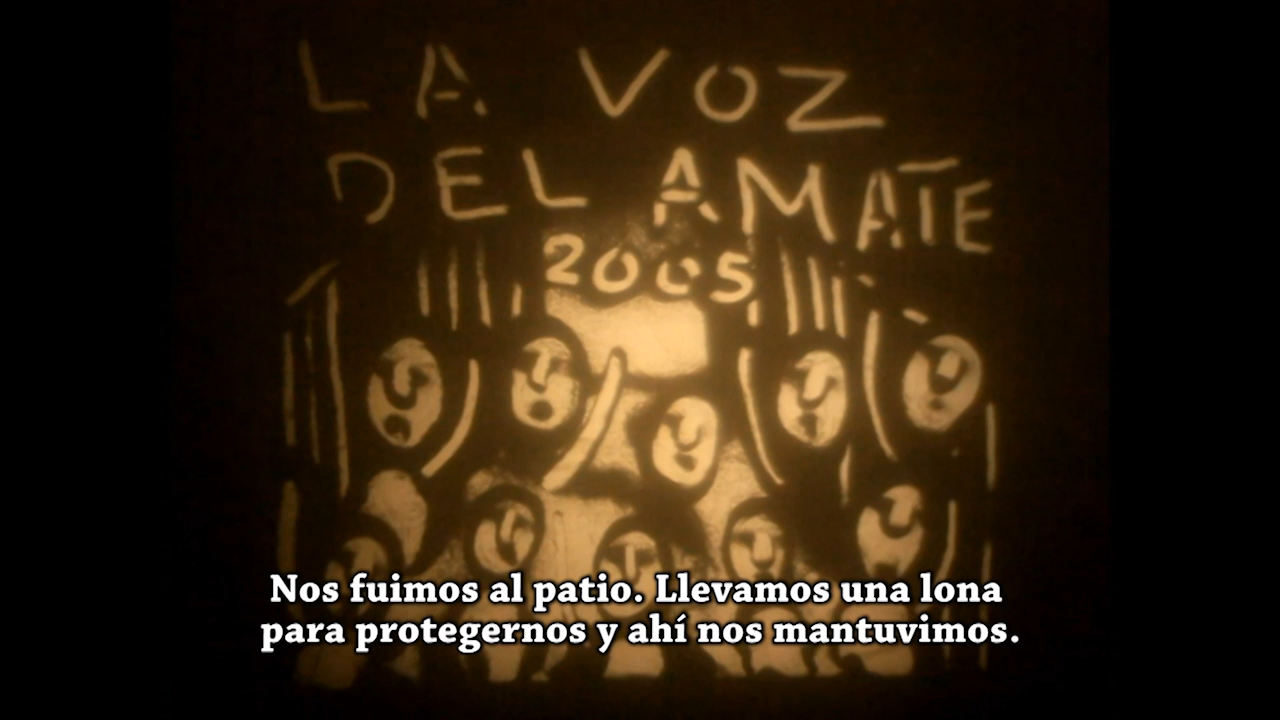 LA VOZ
DEL AMATE
2005
Nos fuimos al patio. Llevamos una lona
para protegernos y ahí nos mantuvimos.